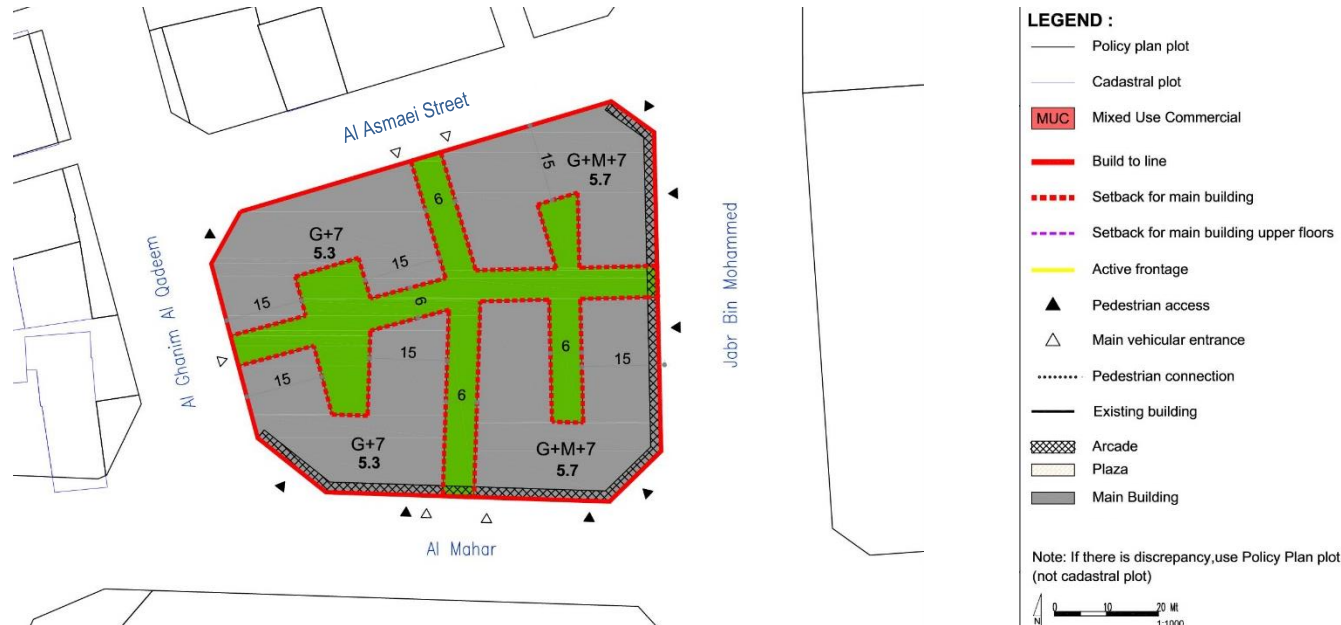 Al Asmaei Street
Al Ghanim Al Qadeem
Jabr Bin Mohammed
Al Mahar
G+7
5.3
G+M+7
5.7
G+7
5.3
G+M+7
5.7
15
6
15
15
6
15
15
6
6
15
LEGEND :
Policy plan plot
Cadastral plot
MUC Mixed Use Commercial
Build to line
Setback for main building
Setback for main building upper floors
Active frontage
Pedestrian access
Main vehicular entrance
Pedestrian connection
Existing building
Arcade
Plaza
Main Building
Note: If there is discrepancy,use Policy Plan plot
(not cadastral plot)
N
0 10 20 Mt
1:1000